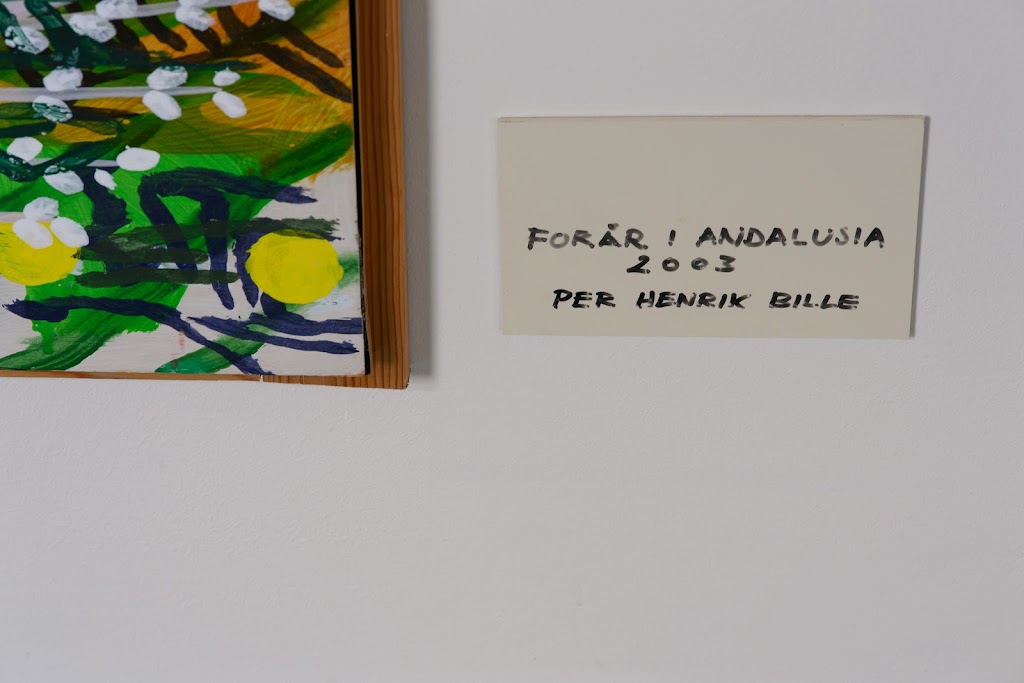 FORÅR I ANDALUSIA
2003
PER HENRIK BILLE